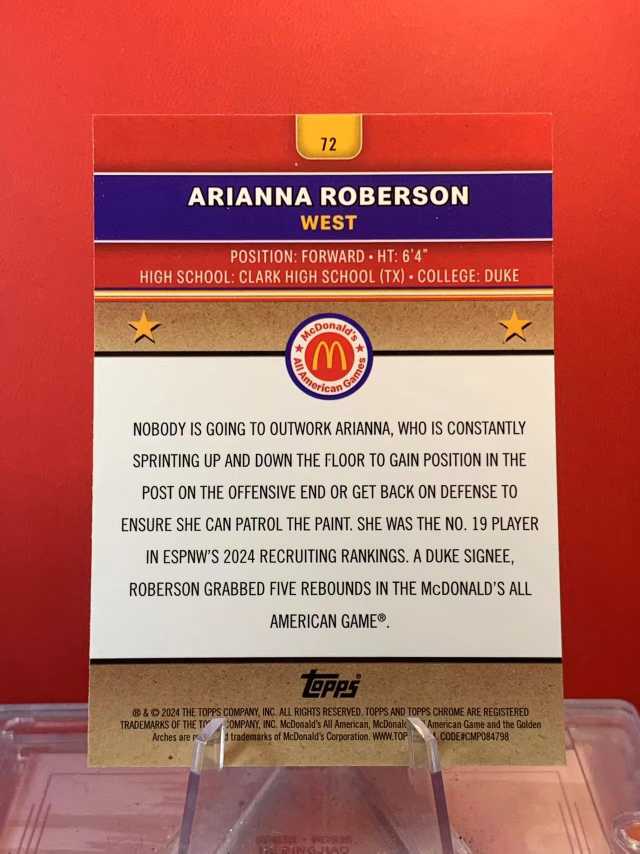 72
ARIANNA ROBERSON
WEST
POSITION: FORWARD • HT: 6'4"
HIGH SCHOOL: CLARK HIGH SCHOOL (TX) • COLLEGE: DUKE
McDonald's
All American Games
NOBODY IS GOING TO OUTWORK ARIANNA, WHO IS CONSTANTLY
SPRINTING UP AND DOWN THE FLOOR TO GAIN POSITION IN THE
POST ON THE OFFENSIVE END OR GET BACK ON DEFENSE TO
ENSURE SHE CAN PATROL THE PAINT. SHE WAS THE NO. 19 PLAYER
IN ESPNW'S 2024 RECRUITING RANKINGS. A DUKE SIGNEE,
ROBERSON GRABBED FIVE REBOUNDS IN THE McDONALD'S ALL
AMERICAN GAME®.
topps
® & © 2024 THE TOPPS COMPANY, INC. ALL RIGHTS RESERVED. TOPPS AND TOPPS CHROME ARE REGISTERED
TRADEMARKS OF THE COMPANY, INC. McDonald's All American, McDonald American Game and the Golden
Arches are trademarks of McDonald's Corporation. WWW.TOP CODE#CMP084798